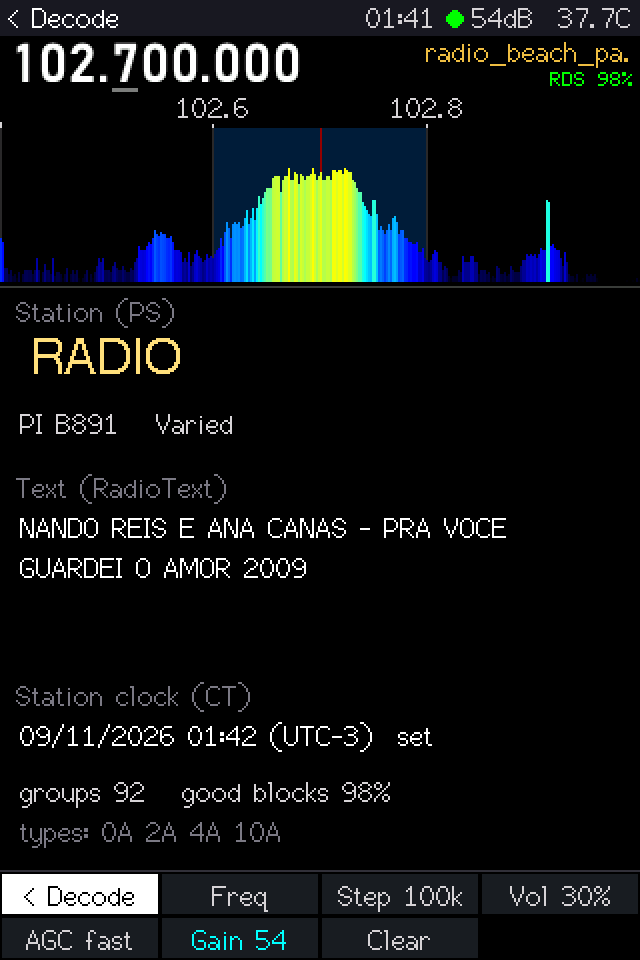 < Decode 01:41 54dB 37.7C
102.700.000 radio_beach_pa.
RDS 98%
102.6 102.8
Station (PS)
RADIO
PI B891 Varied
Text (RadioText)
NANDO REIS E ANA CANAS - PRA VOCE
GUARDEI O AMOR 2009
Station clock (CT)
09/11/2026 01:42 (UTC-3) set
groups 92 good blocks 98%
types: 0A 2A 4A 10A
< Decode Freq Step 100k Vol 30%
AGC fast Gain 54 Clear